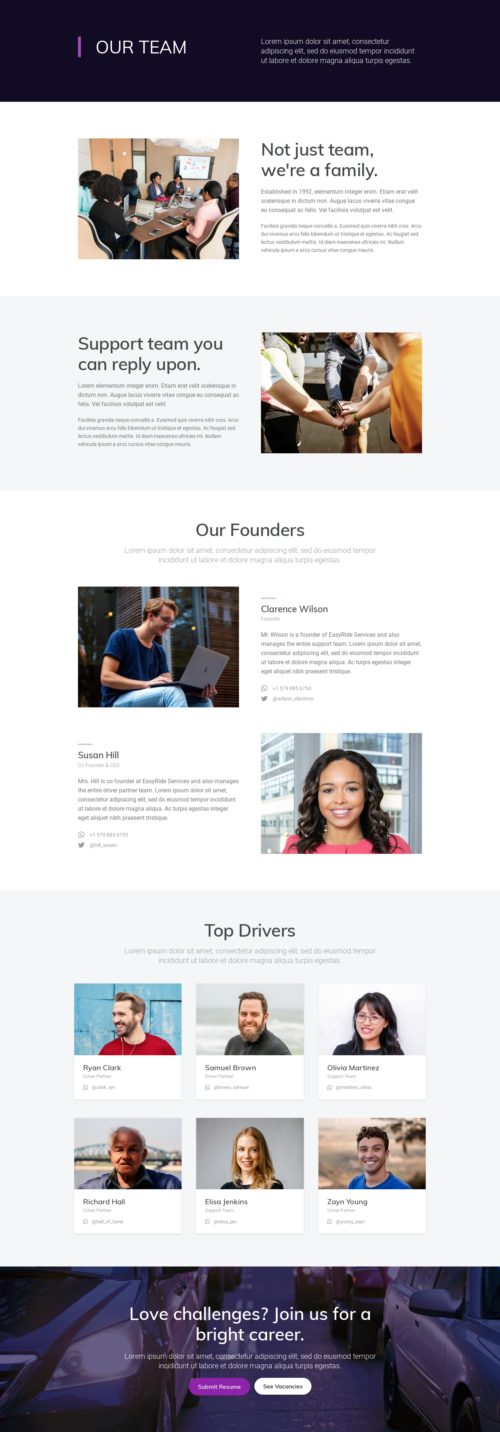 OUR TEAM
Lorem ipsum dolor sit amet, consectetur
adipiscing elit, sed do eiusmod tempor incididunt
ut labore et dolore magna aliqua turpis egestas.
Not just team,
we're a family.
Established in 1992, elementum integer enim. Etiam erat velit
scelerisque in dictum non. Augue lacus viverra vitae congue
eu consequat ac felis. Vel facilisis volutpat est velit.
Facilisis gravida neque convallis a. Euismod quis viverra nibh cras. Arcu
dui vivamus arcu felis bibendum ut tristique et egestas. Ac feugiat sed
lectus vestibulum mattis. Id diam maecenas ultricies mi. Nullam
vehicula ipsum a arcu cursus vitae congue mauris.
Support team you
can reply upon.
Lorem elementum integer enim. Etiam erat velit scelerisque in
dictum non. Augue lacus viverra vitae congue eu consequat ac
felis. Vel facilisis volutpat est velit.
Facilisis gravida neque convallis a. Euismod quis viverra nibh cras. Arcu
dui vivamus arcu felis bibendum ut tristique et egestas. Ac feugiat sed
lectus vestibulum mattis. Id diam maecenas ultricies mi. Nullam
vehicula ipsum a arcu cursus vitae congue mauris.
Our Founders
Lorem ipsum dolor sit amet, consectetur adipiscing elit, sed do eiusmod tempor
incididunt ut labore et dolore magna aliqua turpis egestas.
Clarence Wilson
Founder
Mr. Wilson is a founder of EasyRide Services and also
manages the entire support team. Lorem ipsum dolor sit amet,
consectetur adipiscing elit, sed do eiusmod tempor incididunt
ut labore et dolore magna aliqua. Turpis egestas integer
eget aliquet nibh praesent tristique.
+1 579 885 6754
@wilson_clarence
Susan Hill
Co Founder & CEO
Mrs. Hill is co founder at EasyRide Services and also manages
the entire driver partner team. Lorem ipsum dolor sit amet,
consectetur adipiscing elit, sed do eiusmod tempor incididunt
ut labore et dolore magna aliqua. Turpis egestas integer
eget aliquet nibh praesent tristique.
+1 579 885 6755
@hill_susan
Top Drivers
Lorem ipsum dolor sit amet, consectetur adipiscing elit, sed do eiusmod tempor
incididunt ut labore et dolore magna aliqua turpis egestas.
Ryan Clark
Driver Partner
@clark_ryn
Samuel Brown
Driver Partner
@brown_samuel
Olivia Martinez
Support Team
@martined_olivia
Richard Hall
Driver Partner
@hall_of_fame
Elisa Jenkins
Support Team
@elisa_jen
Zayn Young
Driver Partner
@young_zayn
Love challenges? Join us for a
bright career.
Lorem ipsum dolor sit amet, consectetur adipiscing elit, sed do eiusmod tempor
incididunt ut labore et dolore magna aliqua turpis egestas.
Submit Resume
See Vacancies